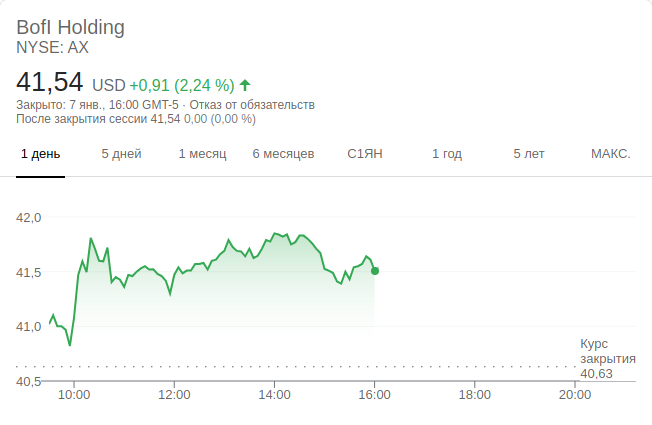 BofI Holding
NYSE: AX
41,54 USD +0,91 (2,24 %)
Закрыто: 7 янв., 16:00 GMT-5 · Отказ от обязательств
После закрытия сессии 41,54 0,00 (0,00 %)
1 день 5 дней 1 месяц 6 месяцев С1ЯН 1 год 5 лет МАКС.
42,0
41,5
41,0
Курс
закрытия
40,63
40,5
10:00 12:00 14:00 16:00 18:00 20:00